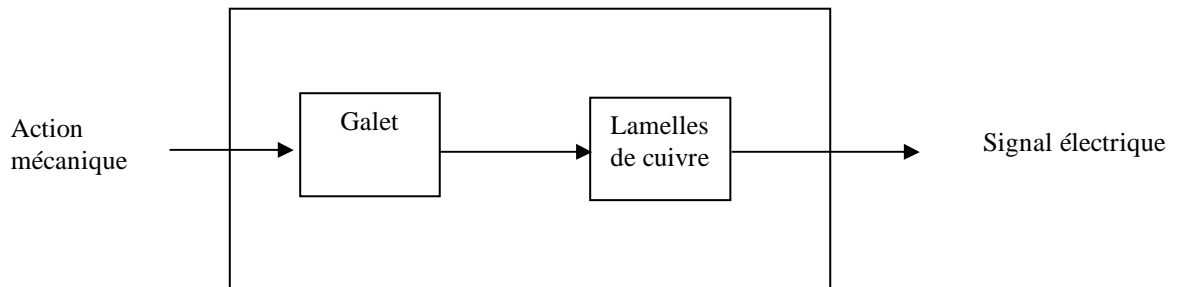 Action
mécanique
Galet
Lamelles
de cuivre
Signal électrique